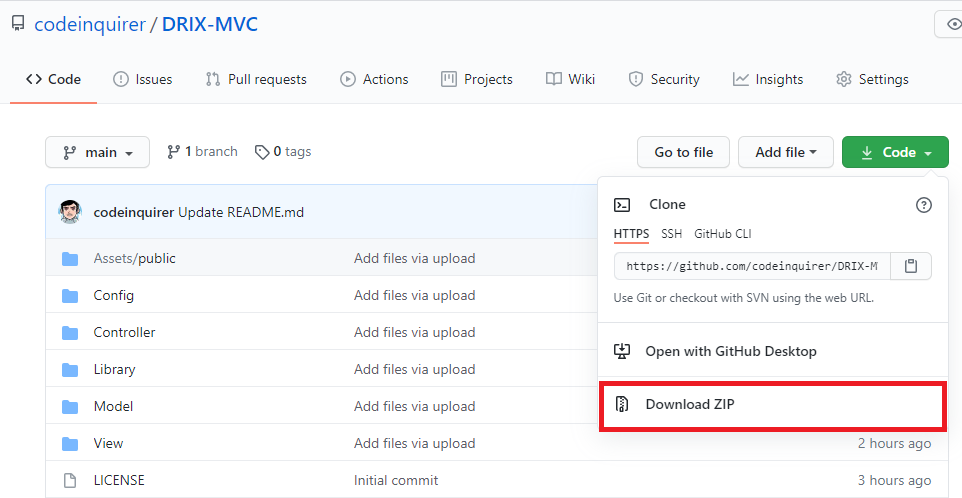 codeinquirer / DRIX-MVC
Code Issues Pull requests Actions Projects Wiki Security Insights Settings
main 1 branch 0 tags Go to file Add file Code
codeinquirer Update README.md
Clone
HTTPS SSH GitHub CLI
https://github.com/codeinquirer/DRIX-M
Use Git or checkout with SVN using the web URL.
Open with GitHub Desktop
Download ZIP
Assets/public Add files via upload
Config Add files via upload
Controller Add files via upload
Library Add files via upload
Model Add files via upload
View Add files via upload 2 hours ago
LICENSE Initial commit 3 hours ago